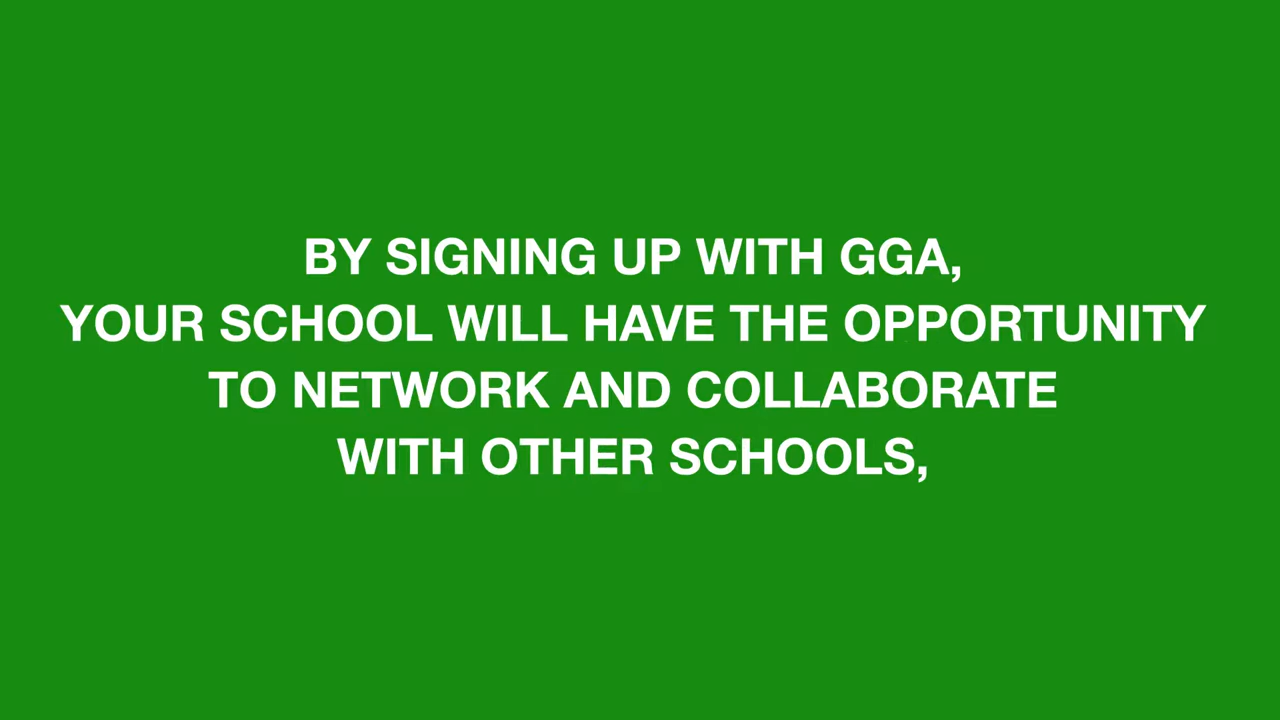 BY SIGNING UP WITH GGA,
YOUR SCHOOL WILL HAVE THE OPPORTUNITY
TO NETWORK AND COLLABORATE
WITH OTHER SCHOOLS,